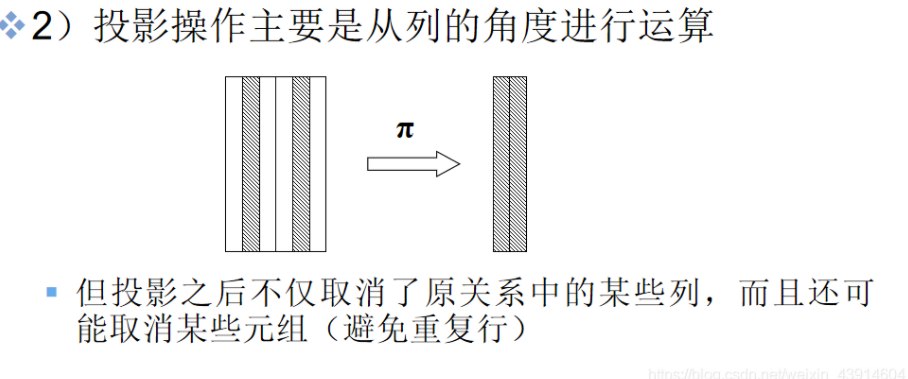 2）投影操作主要是从列的角度进行运算
π
但投影之后不仅取消了原关系中的某些列，而且还可
能取消某些元组（避免重复行）
https://blog.csdn.net/weixin_43914604